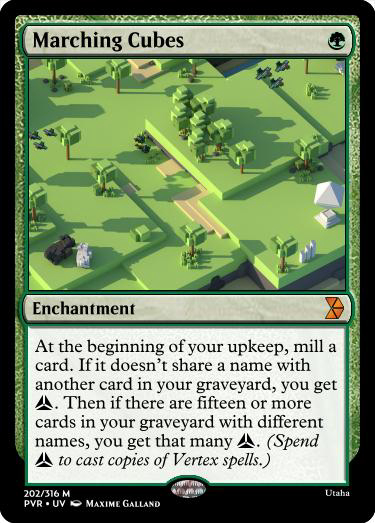 Marching Cubes
Enchantment
At the beginning of your upkeep, mill a
card. If it doesn't share a name with
another card in your graveyard, you get
. Then if there are fifteen or more
cards in your graveyard with different
names, you get that many . (Spend
to cast copies of Vertex spells.)
202/316 M
PVR • UV Maxime Galland
Utaha